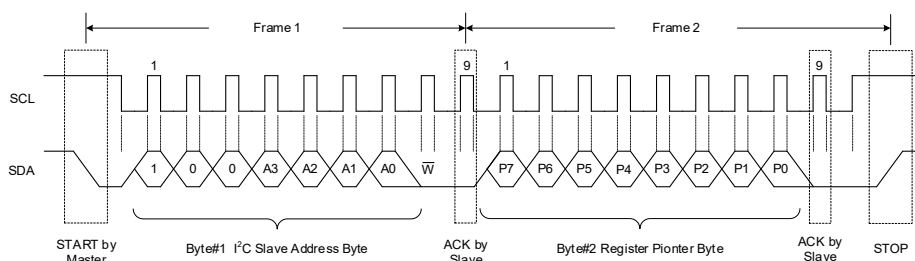 Frame 1 Frame 2
1 9 1 9
SCL
SDA 1 0 0 A3 A2 A1 A0 W̅ P7 P6 P5 P4 P3 P2 P1 P0
START by Master Byte#1 I²C Slave Address Byte ACK by Slave Byte#2 Register Pionter Byte ACK by Slave STOP